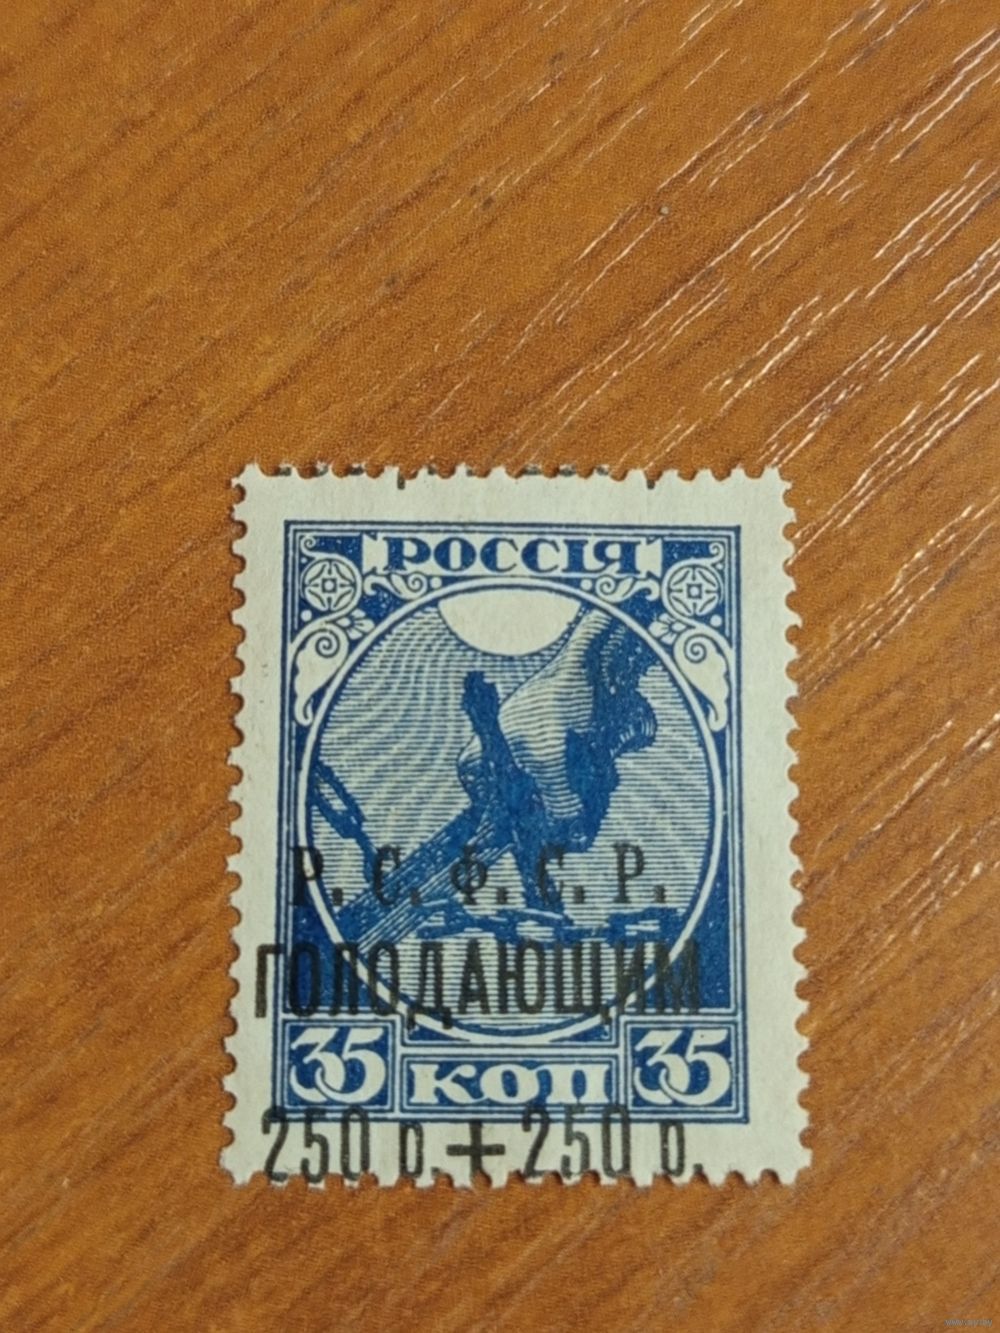 РОССІЯ
Р. С. Ф. С. Р.
ГОЛОДАЮЩИМ
35 КОП 35
250 р. + 250 р.